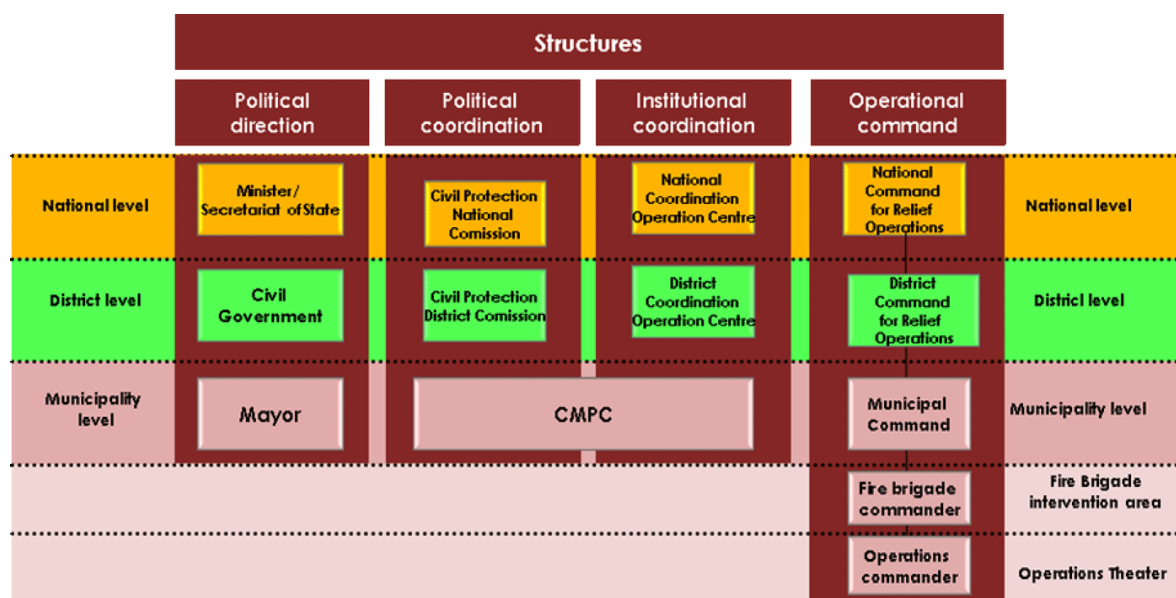 Structures
Political
direction
Political
coordination
Institutional
coordination
Operational
command
National level
Minister/
Secretariat of State
Civil Protection
National
Comission
National
Coordination
Operation Centre
National
Command
for Relief
Operations
National level
District level
Civil
Government
Civil Protection
District Comission
District
Coordination
Operation Centre
District
Command
for Relief
Operations
District level
Municipality
level
Mayor
CMPC
Municipal
Command
Municipality level
Fire brigade
commander
Fire Brigade
intervention area
Operations
commander
Operations Theater